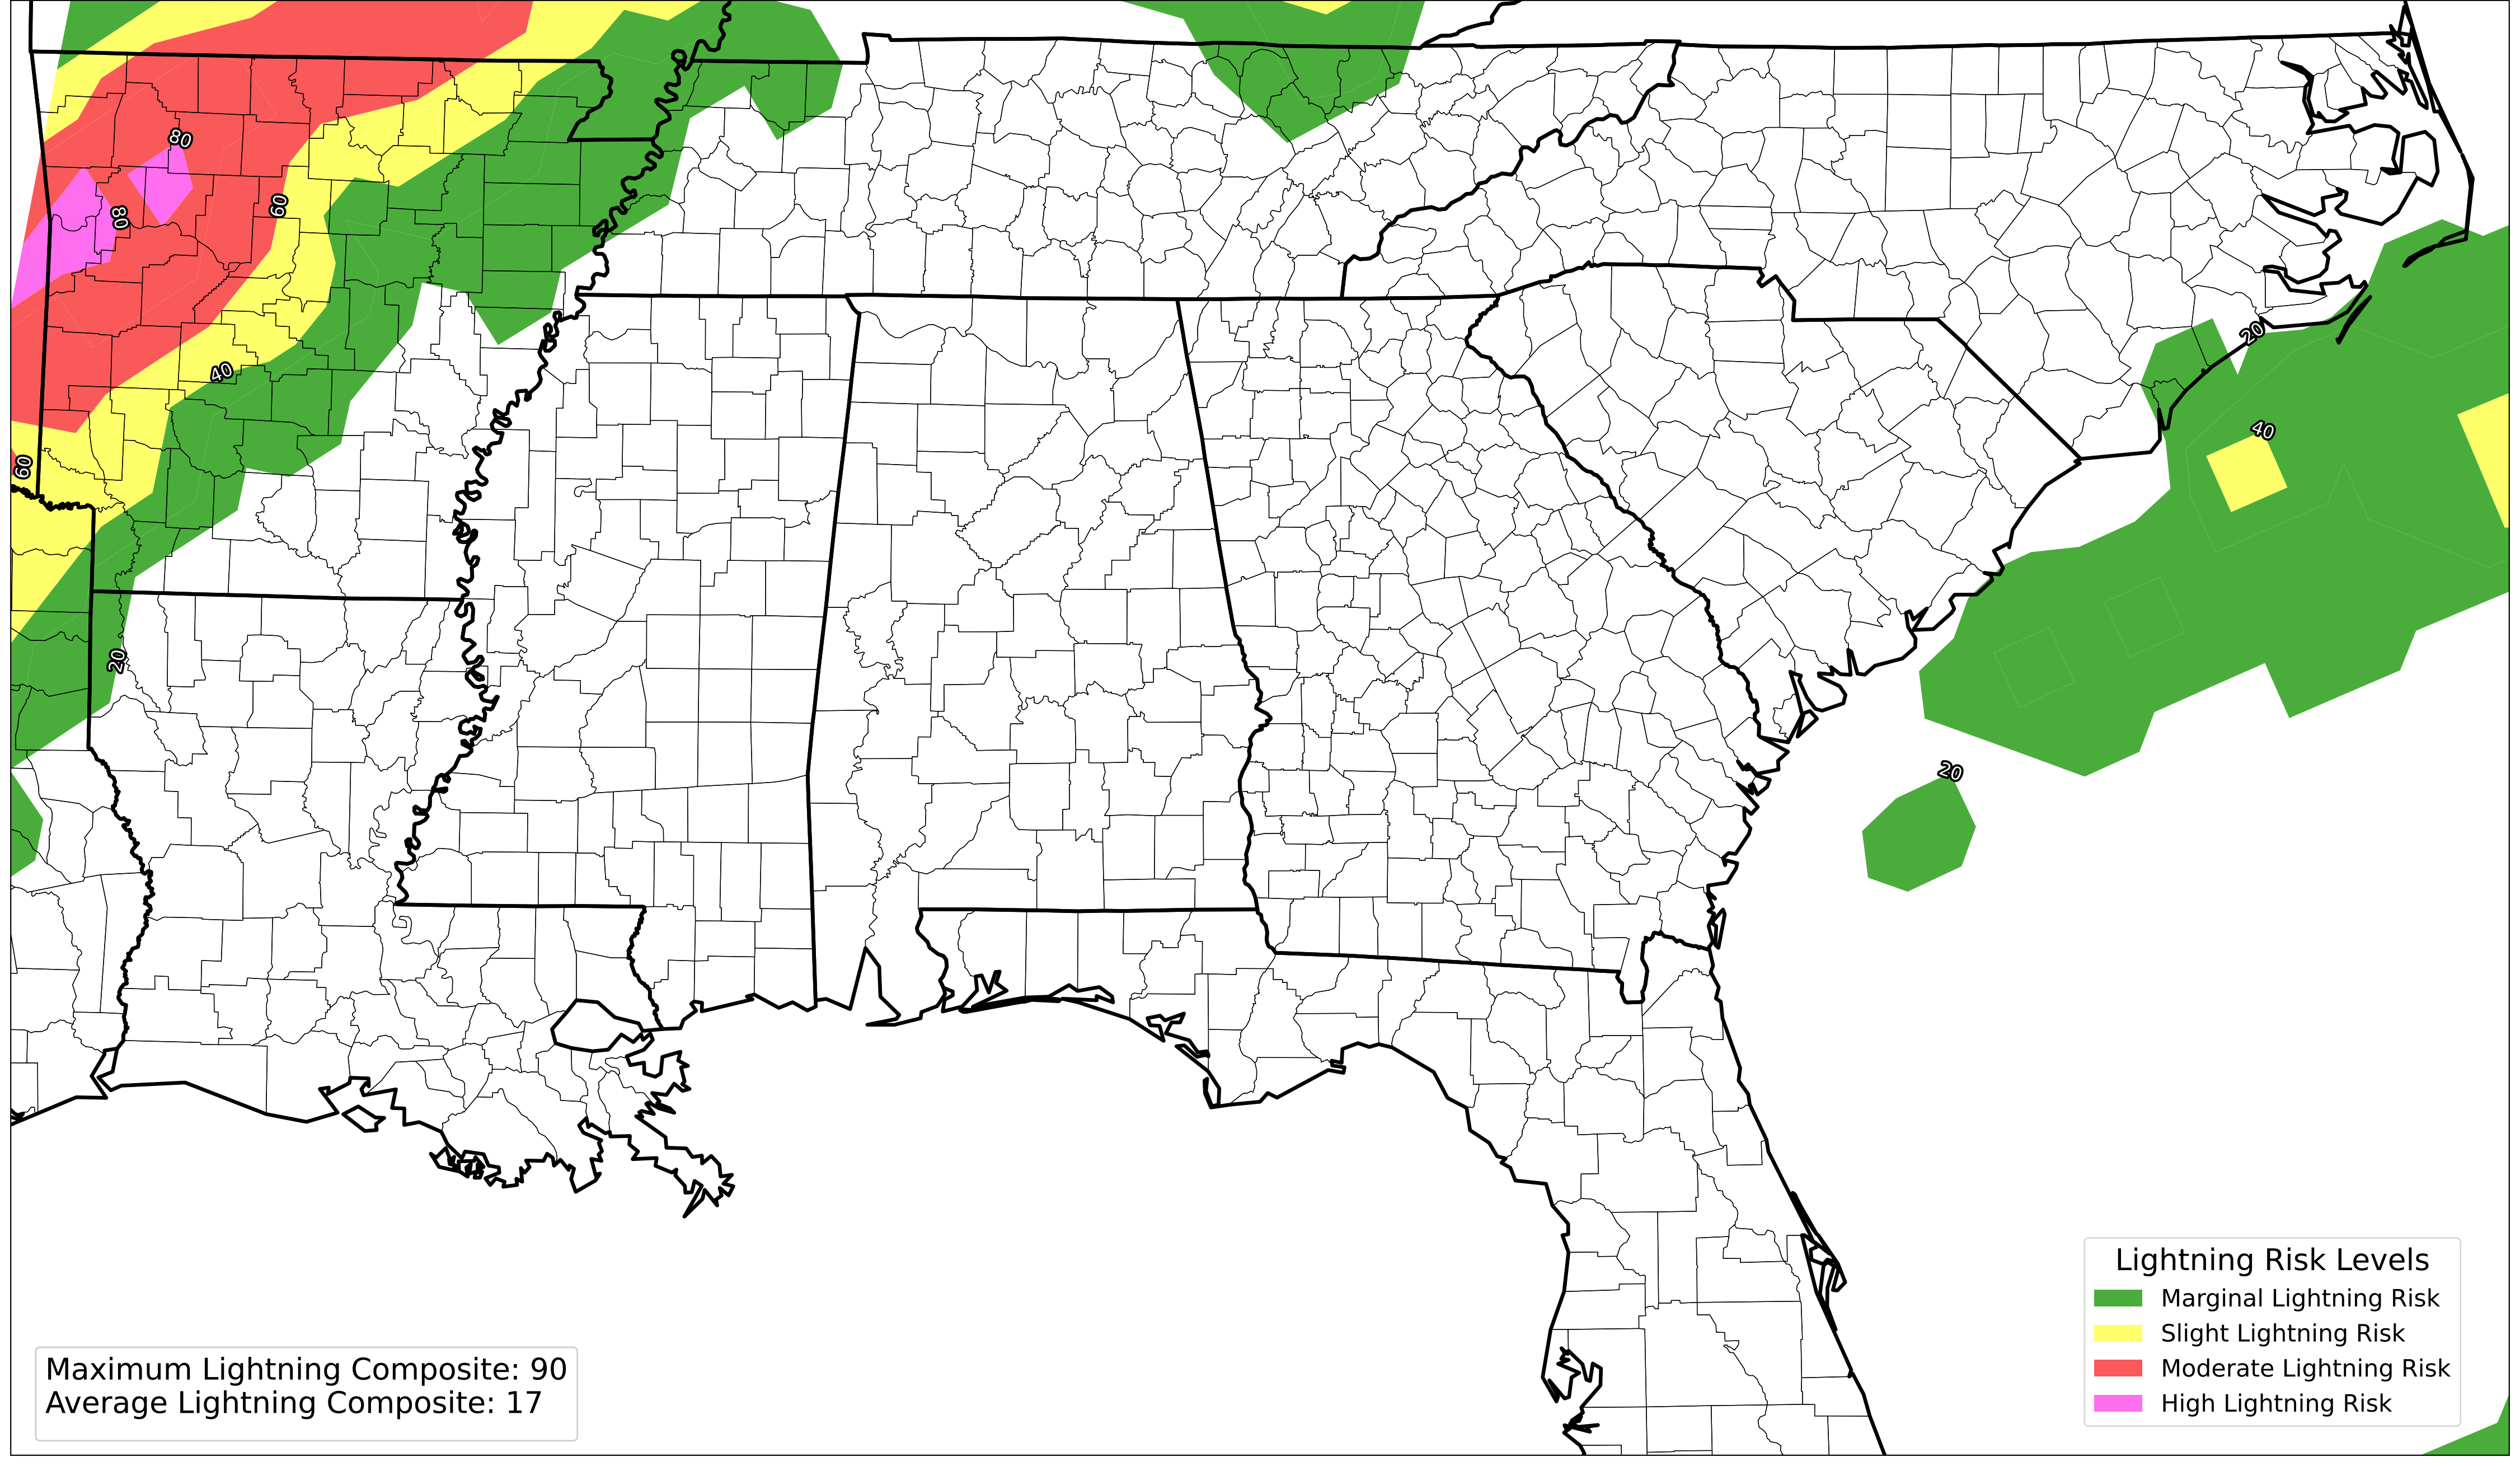 80
80
60
20
40
40
60
20
20
Lightning Risk Levels
Marginal Lightning Risk
Slight Lightning Risk
Moderate Lightning Risk
High Lightning Risk
Maximum Lightning Composite: 90
Average Lightning Composite: 17